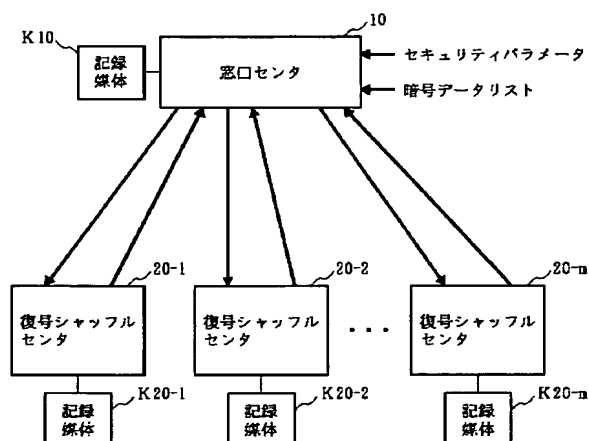 10
K10
記録
媒体
窓口センタ
セキュリティパラメータ
暗号データリスト
20-1
20-2
20-n
復号シャッフル
センタ
復号シャッフル
センタ
・・・
復号シャッフル
センタ
K20-1
K20-2
K20-n
記録
媒体
記録
媒体
記録
媒体